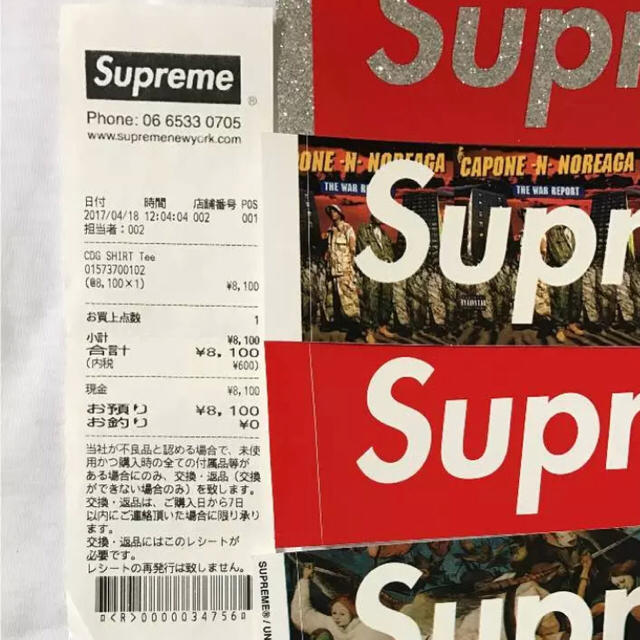 Supreme
®
Phone: 06 6533 0705
www.supremenewyork.com
日付 時間 店舗番号 POS
2017/04/18 12:04:04 002 001
担当者:002
CDG SHIRT Tee
01573700102
(@8,100×1) ¥8,100
お買上点数 1
小計 ¥8,100
合計 ¥8,100
(内税 ¥600)
現金 ¥8,100
お預り ¥8,100
お釣り ¥0
当社が不良品と認める場合で、未使
用かつ購入時の全ての付属品等が
ある場合にのみ、交換・返品(交換
ができない場合のみ)を致します。
交換・返品は、ご購入日から7日
以内にご連絡頂いた場合に限り承り
ます。
交換・返品にはこのレシートが
必要です。
レシートの再発行は致しません。
<R>00000034756
Supr
ONE -N- NOREAGA CAPONE -N- NOREAGA
THE WAR R THE WAR REPORT
Supr
Supr
SUPREME® / UN
Supr